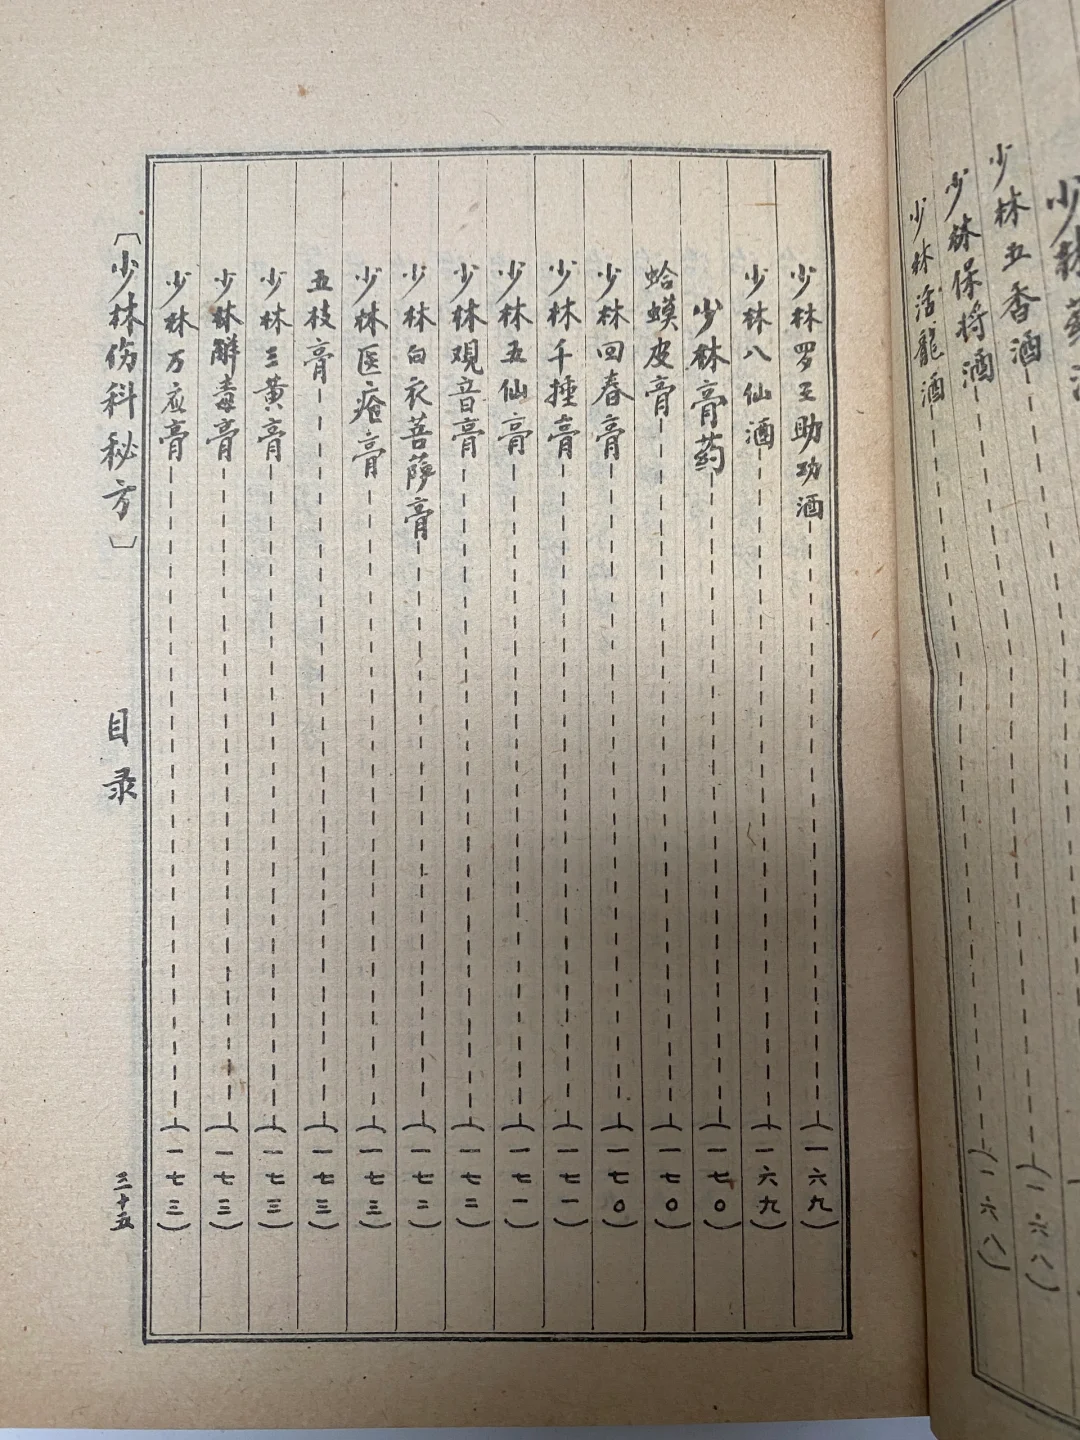 少林药
少林五香酒
少林保将酒(一六八)
少林活龍酒(一六八)
少林罗王助功酒(一六九)
少林八仙酒(一六九)
少林膏药(一七0)
蛤蟆皮膏(一七0)
少林回春膏(一七0)
少林千捶膏(一七一)
少林五仙膏(一七一)
少林观音膏(一七二)
少林白衣菩萨膏(一七二)
少林医疮膏(一七三)
五枝膏(一七三)
少林三黄膏(一七三)
少林解毒膏(一七三)
少林万应膏(一七三)
〔少林伤科秘方〕 目录 三十五